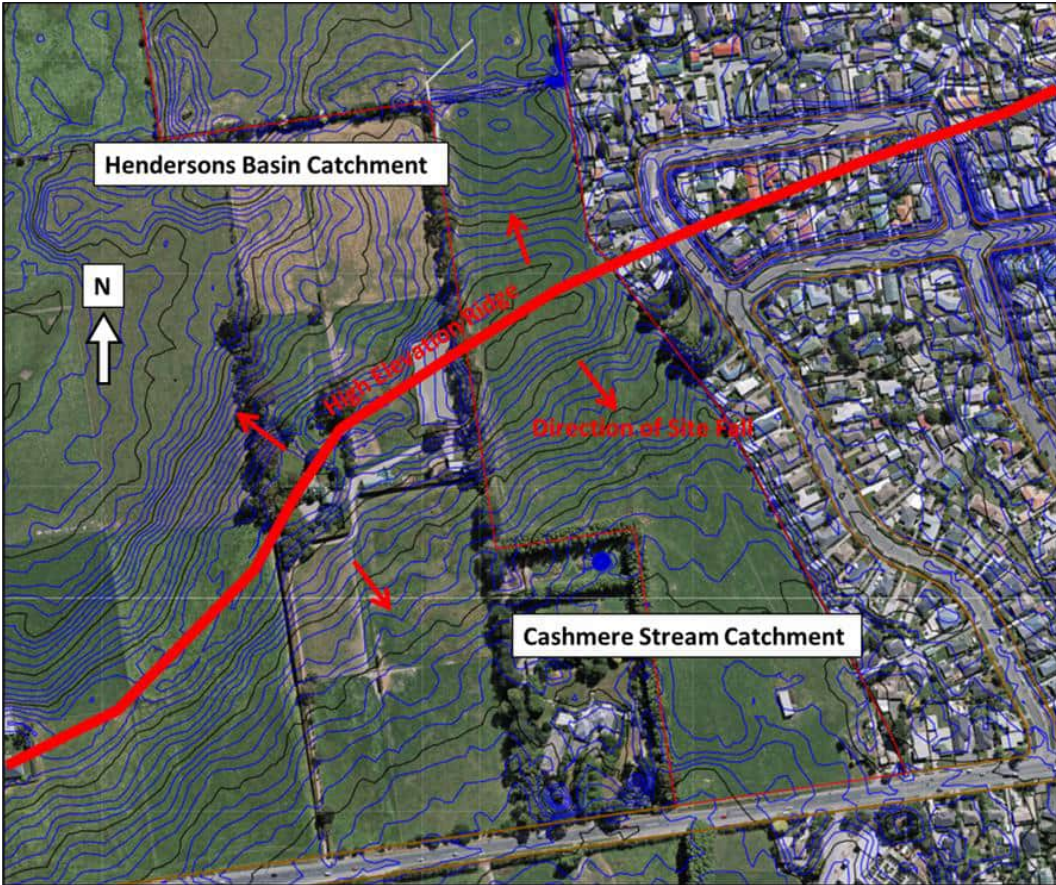 Hendersons Basin Catchment
N
High Elevation Ridge
Direction of Site Fall
Cashmere Stream Catchment